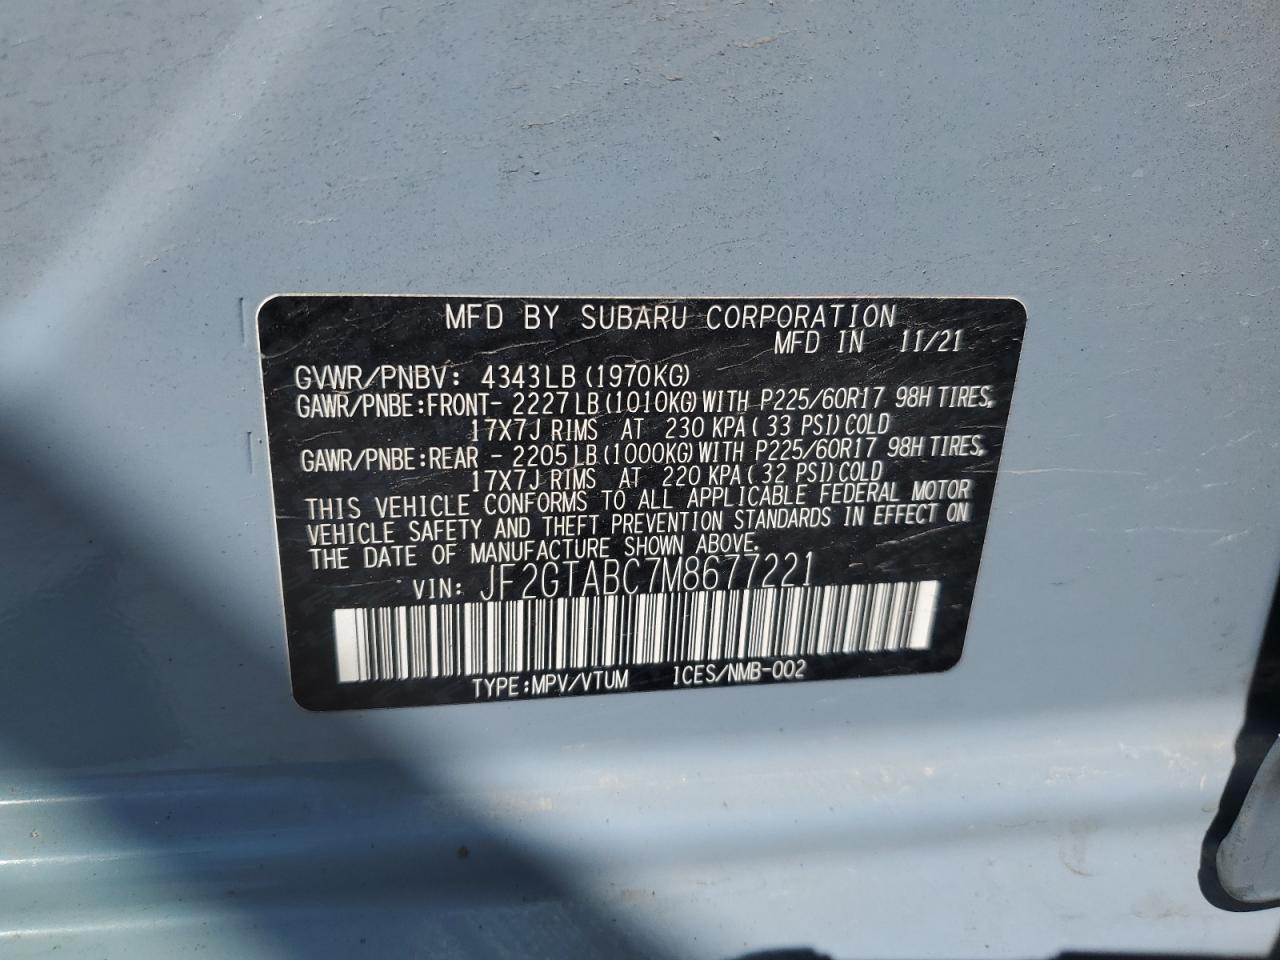 MFD BY SUBARU CORPORATION
MFD IN 11/21
GVWR/PNBV: 4343LB(1970KG)
GAWR/PNBE:FRONT- 2227LB(1010KG)WITH P225/60R17 98H TIRES,
17X7J RIMS AT 230 KPA( 33 PSI)COLD
GAWR/PNBE:REAR - 2205LB(1000KG)WITH P225/60R17 98H TIRES,
17X7J RIMS AT 220 KPA( 32 PSI)COLD
THIS VEHICLE CONFORMS TO ALL APPLICABLE FEDERAL MOTOR
VEHICLE SAFETY AND THEFT PREVENTION STANDARDS IN EFFECT ON
THE DATE OF MANUFACTURE SHOWN ABOVE.
VIN: JF2GTABC7M8677221
TYPE:MPV/VTUM ICES/NMB-002